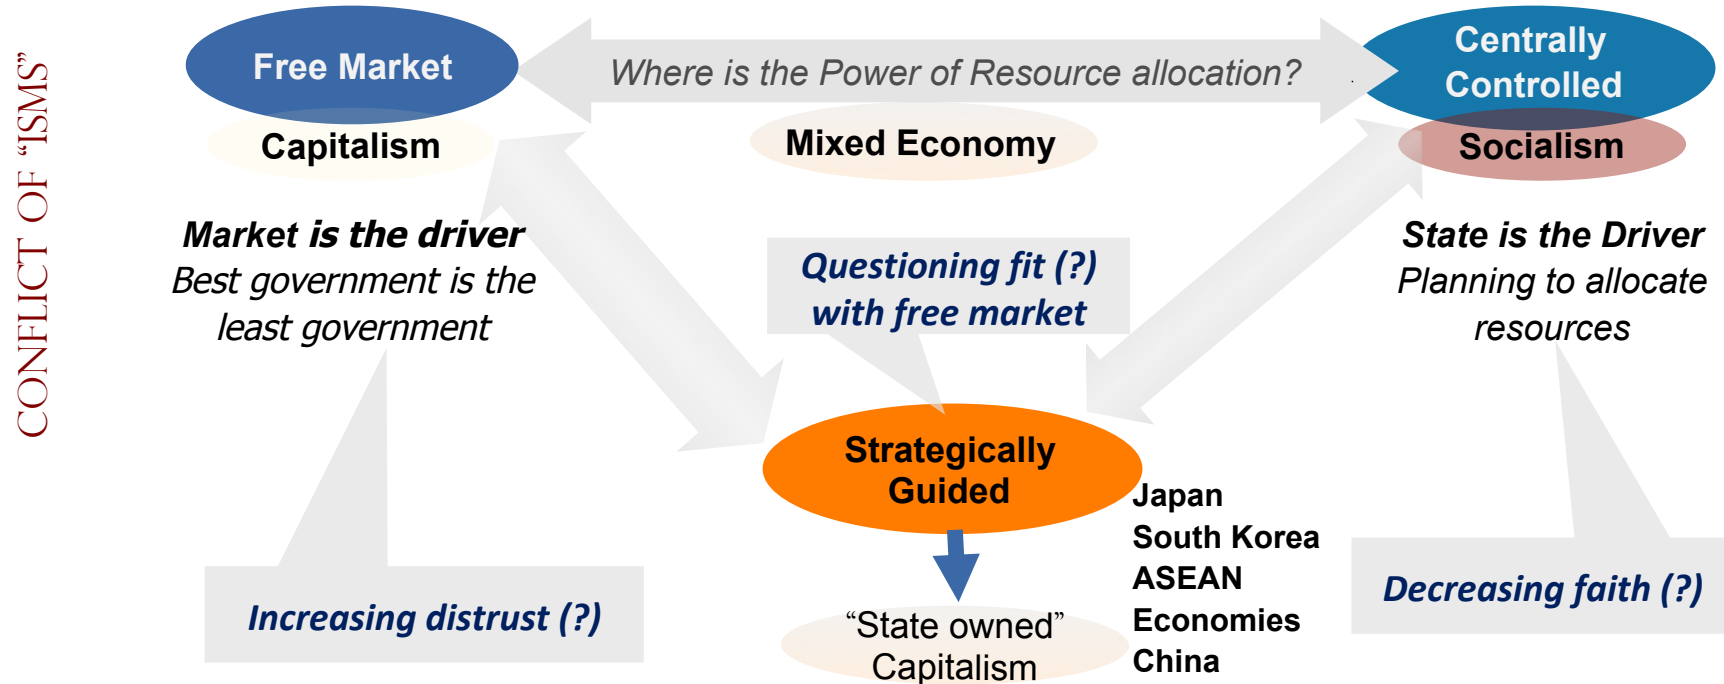 CONFLICT OF “ISMS”
Free Market
Where is the Power of Resource allocation?
Centrally
Controlled
Capitalism
Mixed Economy
Socialism
Market is the driver
Best government is the
least government
Questioning fit (?)
with free market
State is the Driver
Planning to allocate
resources
Strategically
Guided
Japan
South Korea
ASEAN
Economies
China
Increasing distrust (?)
“State owned”
Capitalism
Decreasing faith (?)